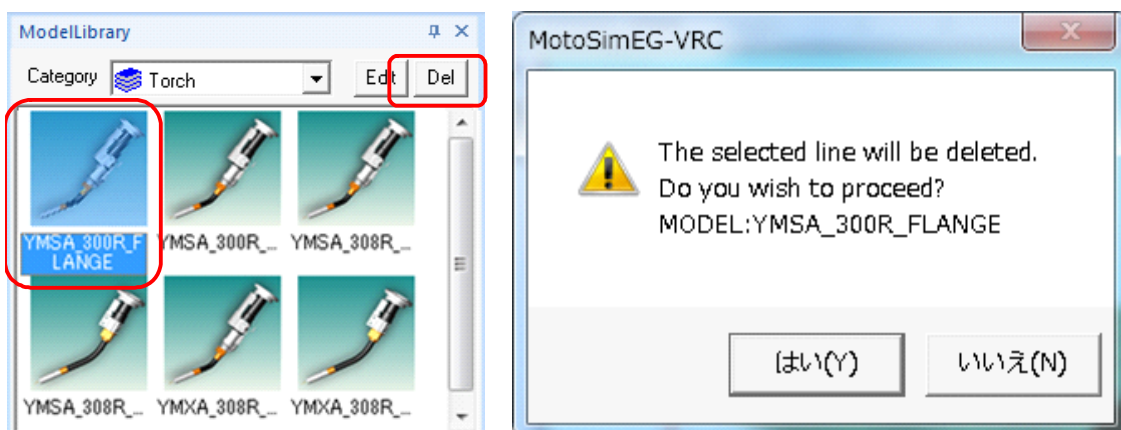 ModelLibrary
Category Torch Edit Del
YMSA_300R_F
LANGE
YMSA_300R_... YMSA_308R_...
YMSA_308R_... YMXA_308R_... YMXA_308R_...
MotoSimEG-VRC
The selected line will be deleted.
Do you wish to proceed?
MODEL:YMSA_300R_FLANGE
はい(Y) いいえ(N)